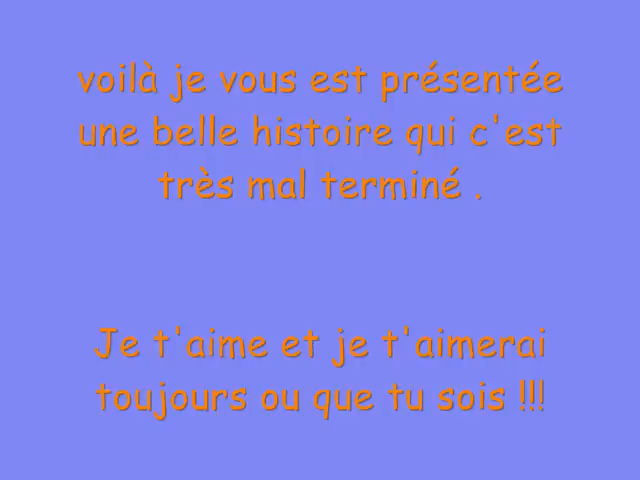 voilà je vous est présentée
une belle histoire qui c'est
très mal terminé .
Je t'aime et je t'aimerai
toujours ou que tu sois !!!